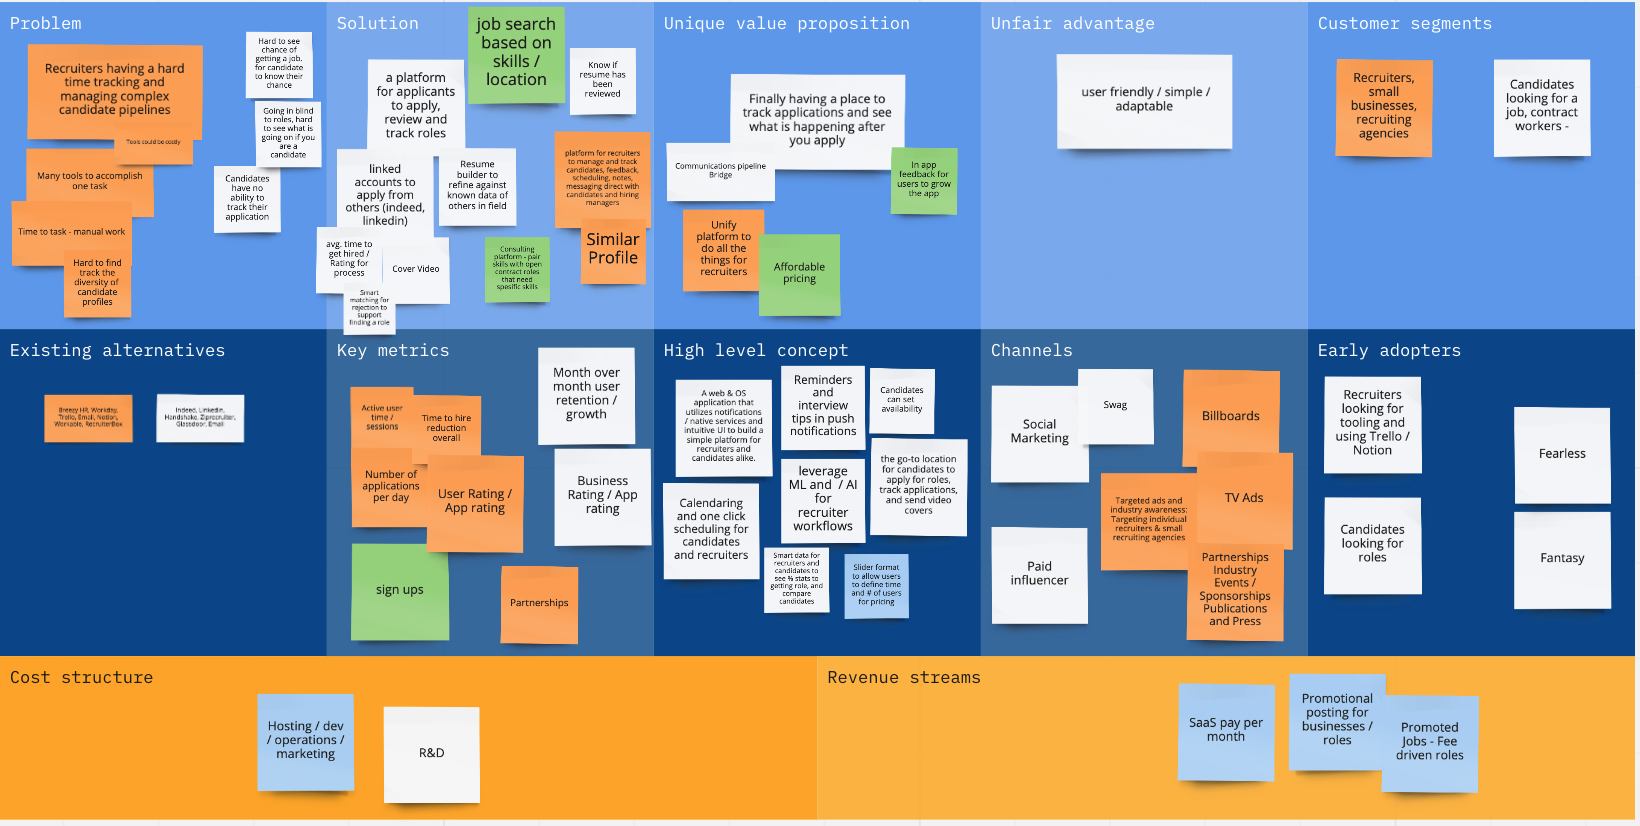 Problem
Recruiters having a hard
time tracking and
managing complex
candidate pipelines
Tools could be costly
Many tools to accomplish
one task
Time to task - manual work
Hard to find
track the
diversity of
candidate
profiles
Hard to see
chance of
getting a job.
for candidate
to know their
chance
Going in blind
to roles, hard
to see what is
going on if you
are a
candidate
Candidates
have no
ability to
track their
application
Solution
job search
based on
skills /
location
a platform
for applicants
to apply,
review and
track roles
Know if
resume has
been
reviewed
linked
accounts to
apply from
others (indeed,
linkedin)
Resume
builder to
refine against
known data of
others in field
platform for recruiters
to manage and track
candidates, feedback,
scheduling, notes,
messaging direct with
candidates and hiring
managers
Similar
Profile
avg. time to
get hired /
Rating for
process
Cover Video
Smart
matching for
rejection to
support
finding a role
Consulting
platform - pair
skills with open
contract roles
that need
spesific skills
Unique value proposition
Finally having a place to
track applications and see
what is happening after
you apply
Communications pipeline
Bridge
In app
feedback for
users to grow
the app
Unify
platform to
do all the
things for
recruiters
Affordable
pricing
Unfair advantage
user friendly / simple /
adaptable
Customer segments
Recruiters,
small
businesses,
recruiting
agencies
Candidates
looking for a
job, contract
workers -
Existing alternatives
Breezy HR, Workday,
Trello, Email, Notion,
Workable, RecruiterBox
Indeed, LinkedIn,
Handshake, Ziprecruiter,
Glassdoor, Email
Key metrics
Month over
month user
retention /
growth
Active user
time /
sessions
Time to hire
reduction
overall
Number of
applications
per day
User Rating /
App rating
Business
Rating / App
rating
sign ups
Partnerships
High level concept
A web & OS
application that
utilizes notifications
/ native services and
intuitive UI to build a
simple platform for
recruiters and
candidates alike.
Reminders
and
interview
tips in push
notifications
Candidates
can set
availability
leverage
ML and / AI
for
recruiter
workflows
the go-to location
for candidates to
apply for roles,
track applications,
and send video
covers
Calendaring
and one click
scheduling for
candidates
and recruiters
Smart data for
recruiters and
candidates to
see % stats to
getting role, and
compare
candidates
Slider format
to allow users
to define time
and # of users
for pricing
Channels
Social
Marketing
Swag
Billboards
Targeted ads and
industry awareness:
Targeting individual
recruiters & small
recruiting agencies
TV Ads
Paid
influencer
Partnerships
Industry
Events /
Sponsorships
Publications
and Press
Early adopters
Recruiters
looking for
tooling and
using Trello /
Notion
Fearless
Candidates
looking for
roles
Fantasy
Cost structure
Hosting / dev
/ operations /
marketing
R&D
Revenue streams
SaaS pay per
month
Promotional
posting for
businesses /
roles
Promoted
Jobs - Fee
driven roles